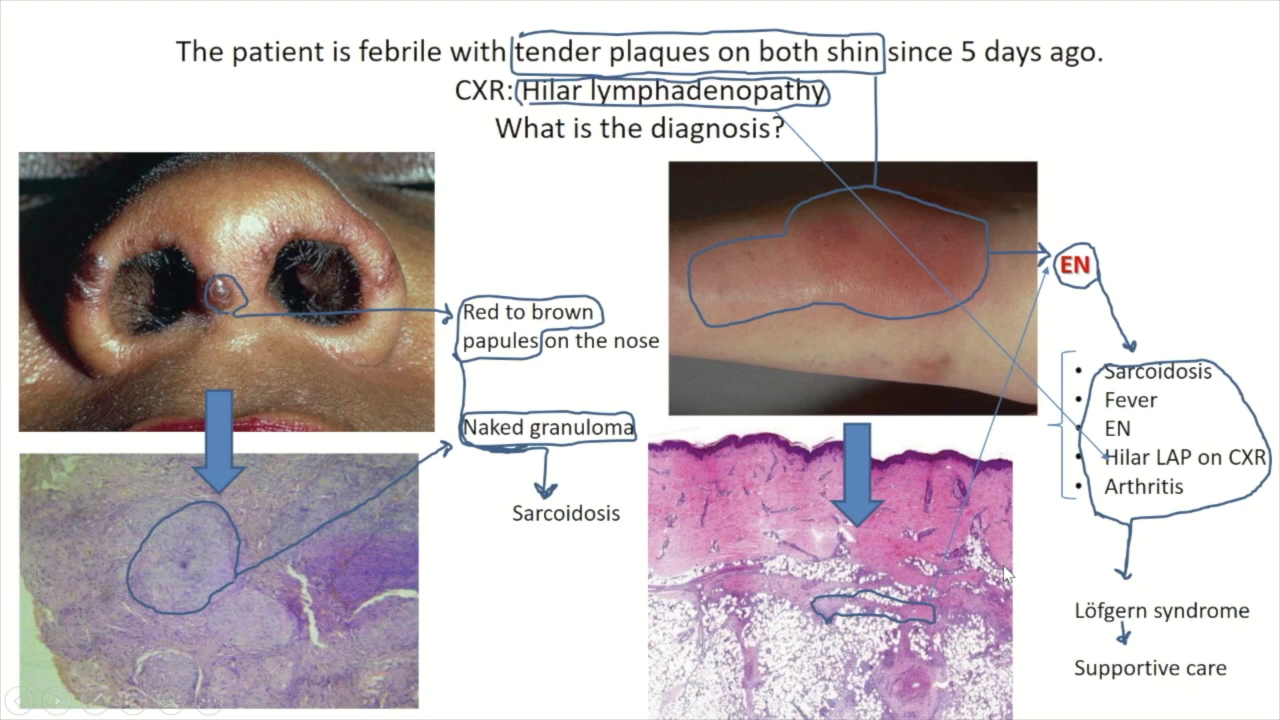 The patient is febrile with tender plaques on both shin since 5 days ago.
CXR: Hilar lymphadenopathy
What is the diagnosis?
Red to brown
papules on the nose
Naked granuloma
Sarcoidosis
EN
• Sarcoidosis
• Fever
• EN
• Hilar LAP on CXR
• Arthritis
Löfgern syndrome
Supportive care